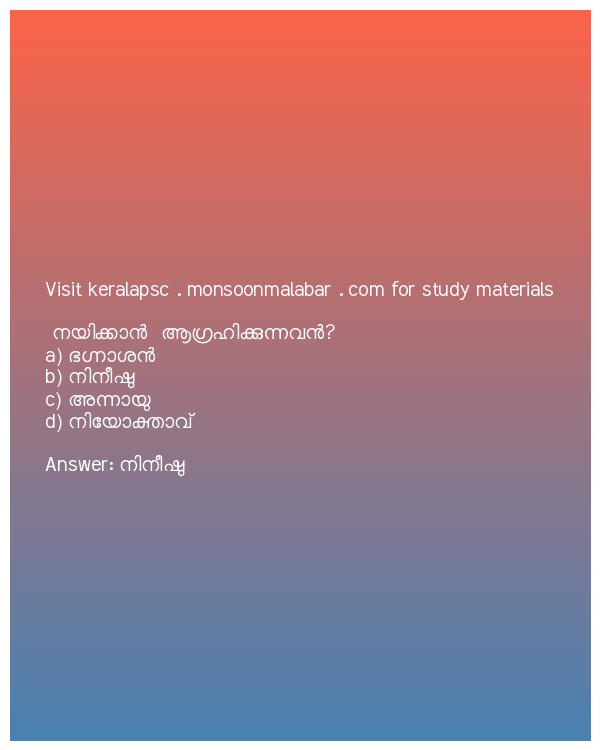 Visit keralapsc . monsoonmalabar . com for study materials
നയിക്കാൻ ആഗ്രഹിക്കുന്നവൻ?
a) ഭഗ്നാശൻ
b) നിനീഷു
c) അന്നായു
d) നിയോക്താവ്
Answer: നിനീഷു